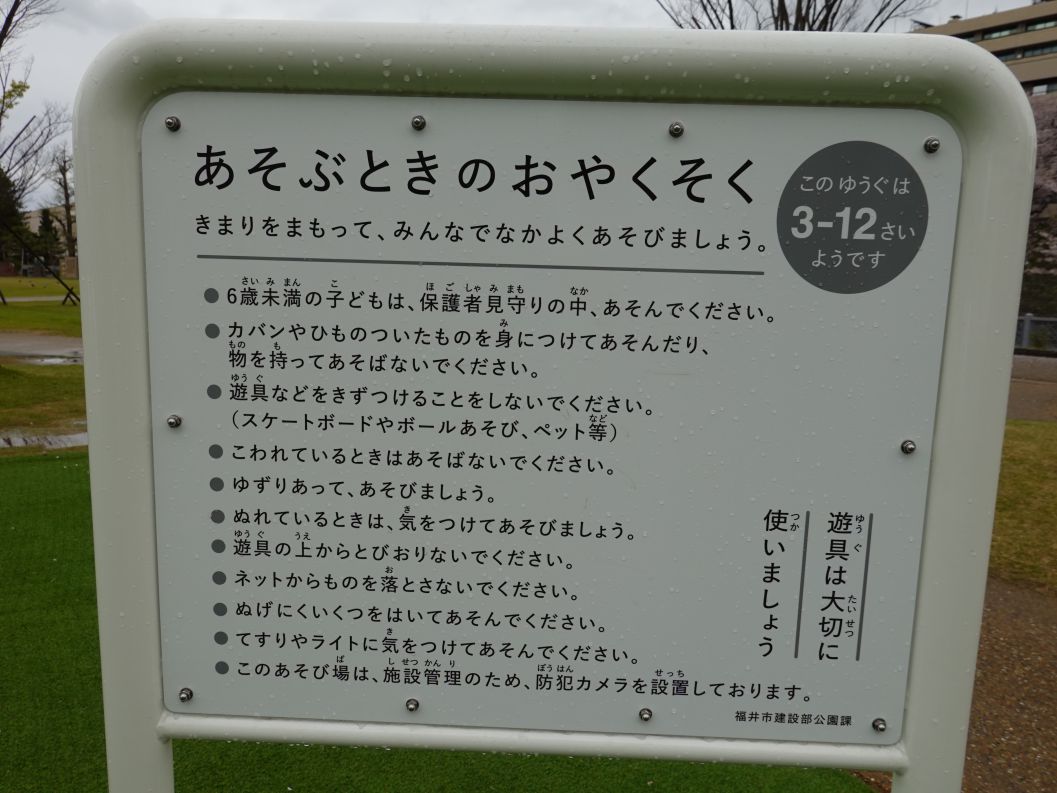 あそぶときのおやくそく
きまりをまもって、みんなでなかよくあそびましょう。
このゆうぐは
3-12さい
ようです
●6歳未満の子どもは、保護者見守りの中、あそんでください。
●カバンやひものついたものを身につけてあそんだり、
物を持ってあそばないでください。
●遊具などをきずつけることをしないでください。
（スケートボードやボールあそび、ペット等）
●こわれているときはあそばないでください。
●ゆずりあって、あそびましょう。
●ぬれているときは、気をつけてあそびましょう。
●遊具の上からとびおりないでください。
●ネットからものを落とさないでください。
●ぬげにくいくつをはいてあそんでください。
●てすりやライトに気をつけてあそんでください。
●このあそび場は、施設管理のため、防犯カメラを設置しております。
遊具は大切に
使いましょう
福井市建設部公園課